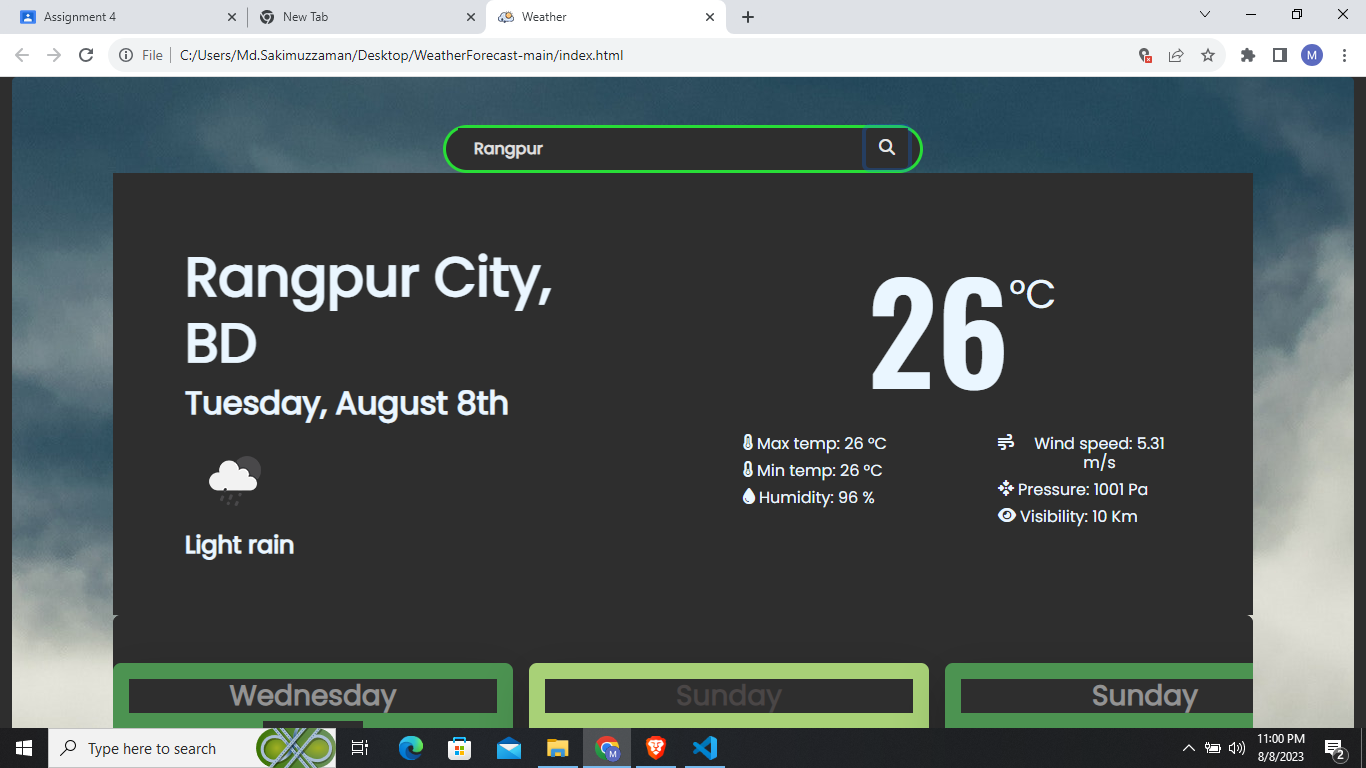 Assignment 4
New Tab
Weather
File
C:/Users/Md.Sakimuzzaman/Desktop/WeatherForecast-main/index.html
M
Rangpur
Rangpur City,
BD
Tuesday, August 8th
Light rain
26 °C
Max temp: 26 °C
Min temp: 26 °C
Humidity: 96 %
Wind speed: 5.31
m/s
Pressure: 1001 Pa
Visibility: 10 Km
Wednesday
Sunday
Sunday
Type here to search
M
11:00 PM
8/8/2023
2